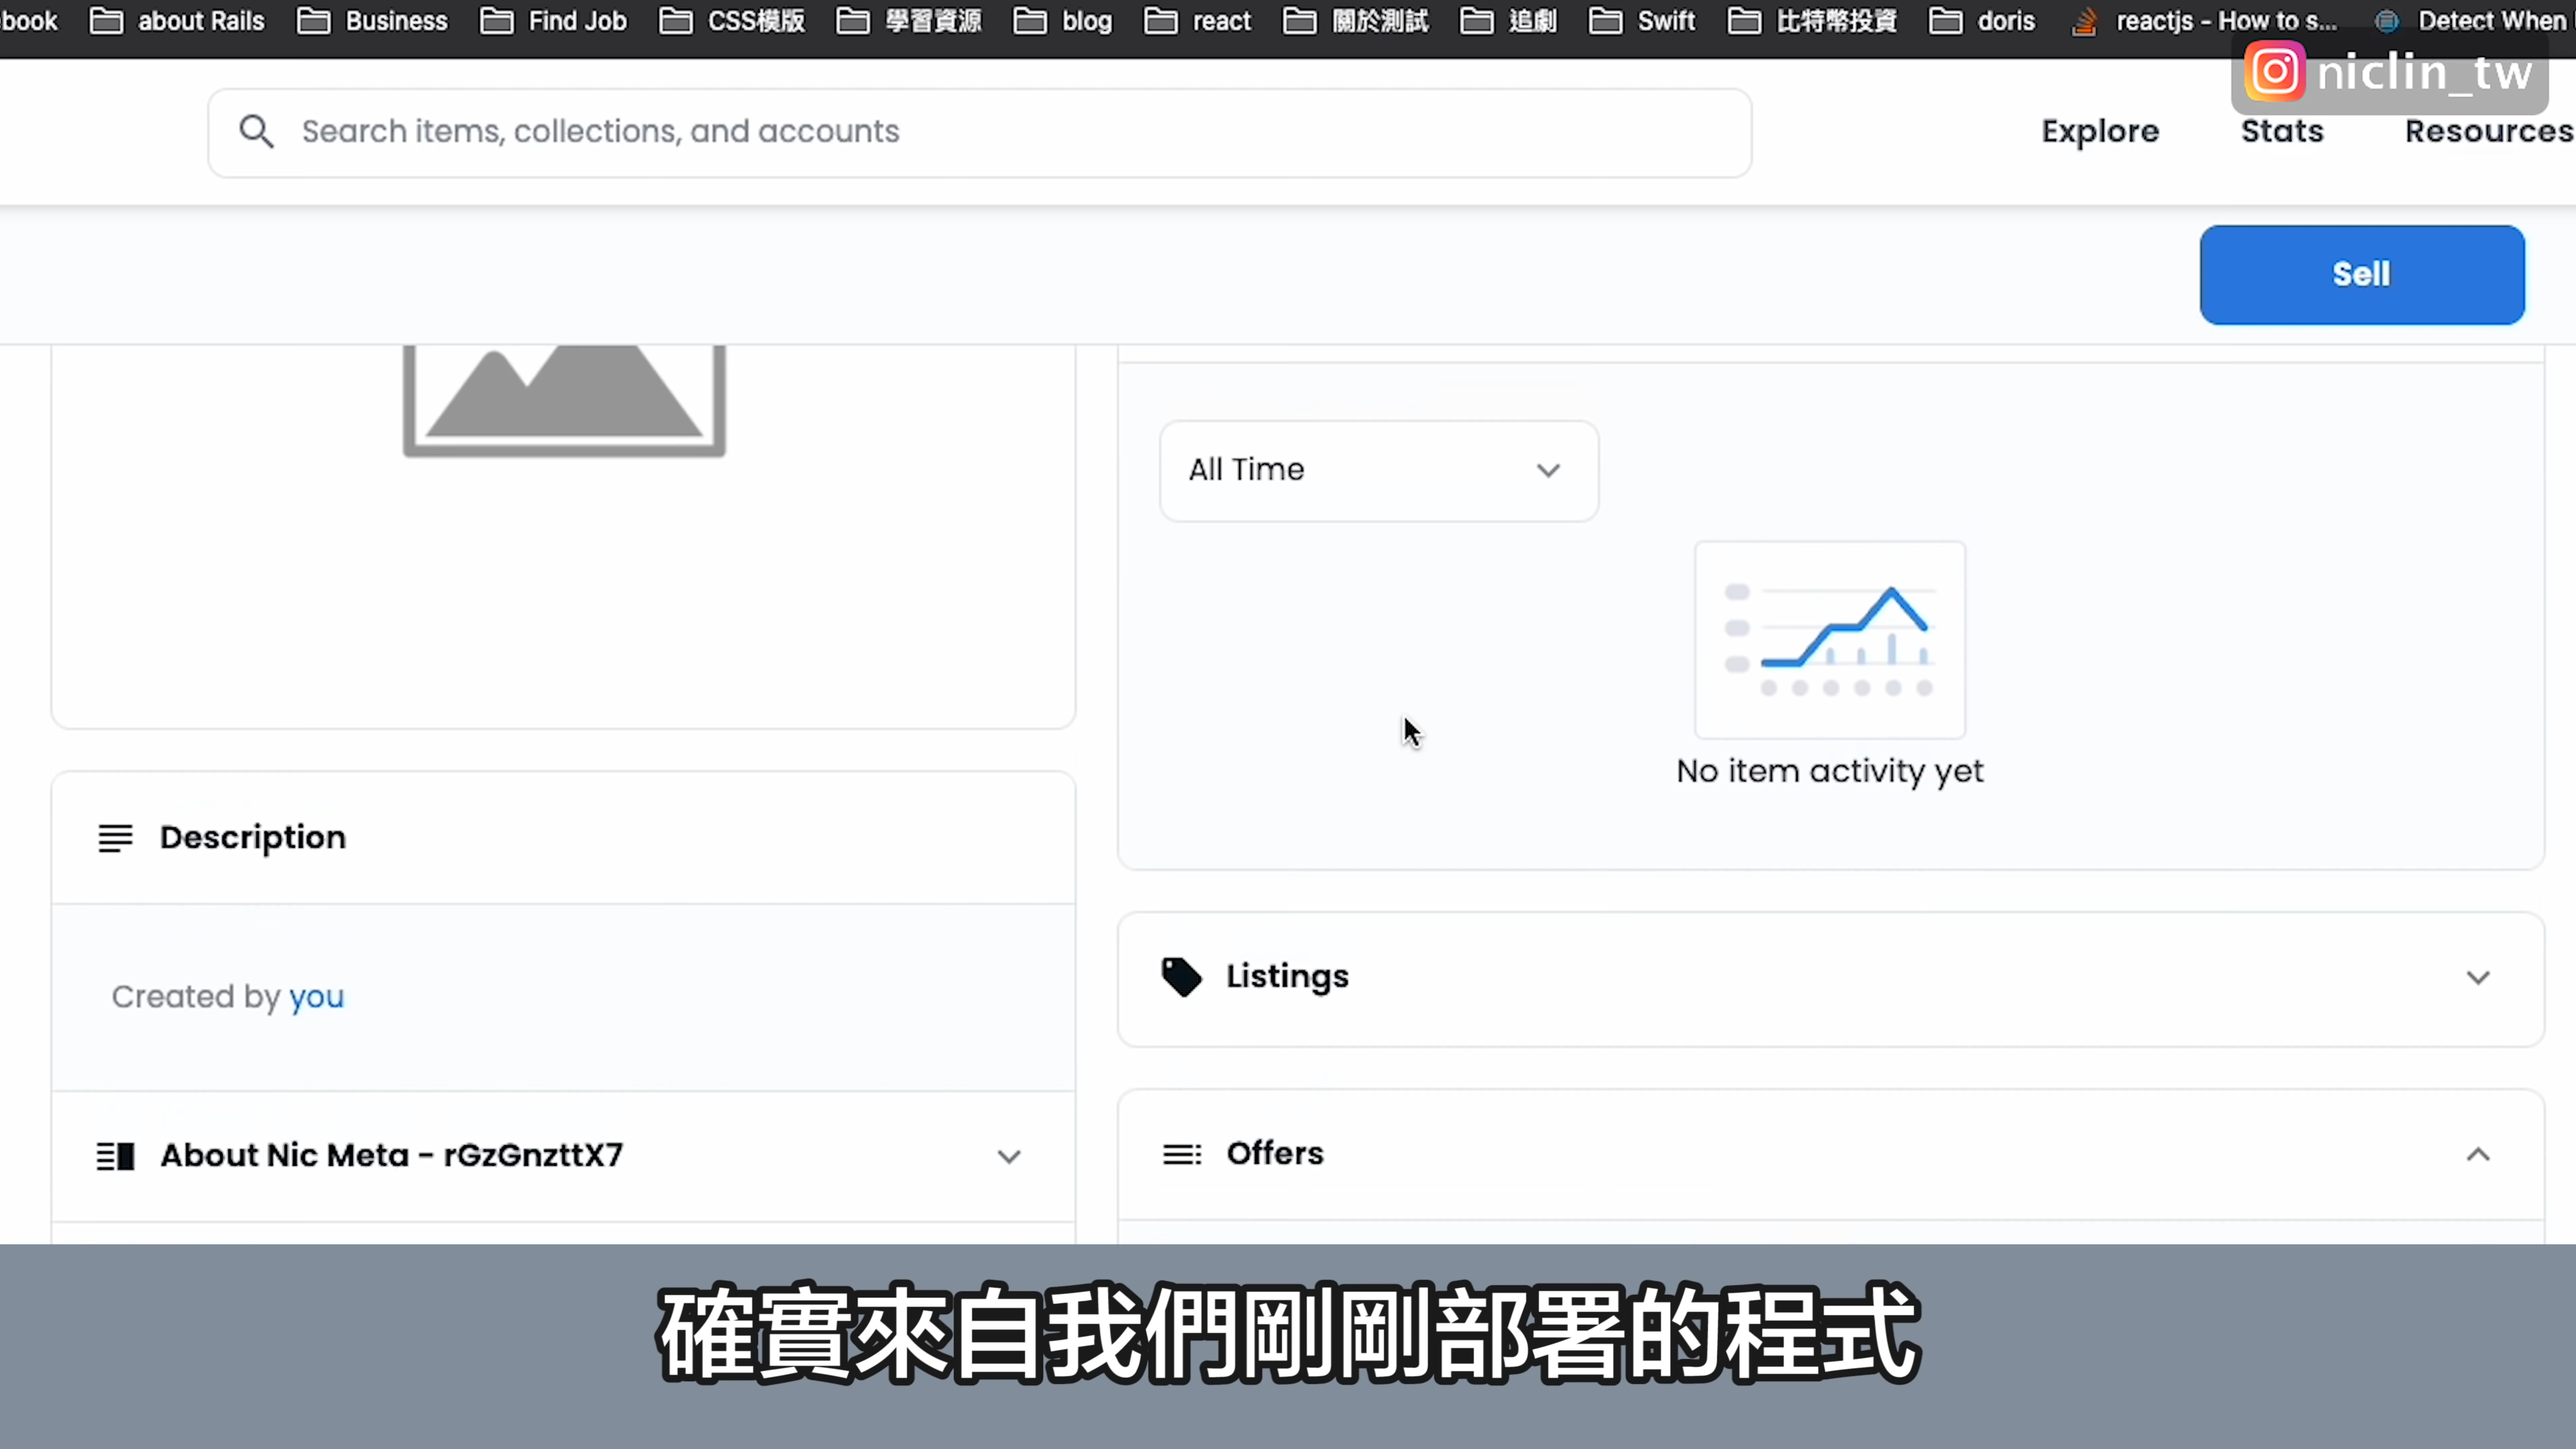 book
about Rails
Business
Find Job
CSS模版
學習資源
blog
react
關於測試
追劇
Swift
比特幣投資
doris
reactjs - How to s...
Detect When
niclin_tw
Search items, collections, and accounts
Explore
Stats
Resources
Sell
All Time
No item activity yet
Description
Created by you
Listings
About Nic Meta - rGzGnzttX7
Offers
確實來自我們剛剛部署的程式